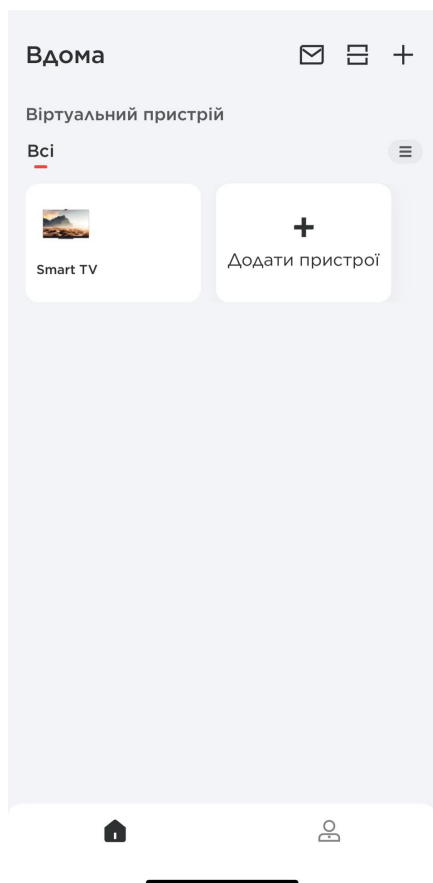 Вдома
Віртуальний пристрій
Всі
Smart TV
Додати пристрої